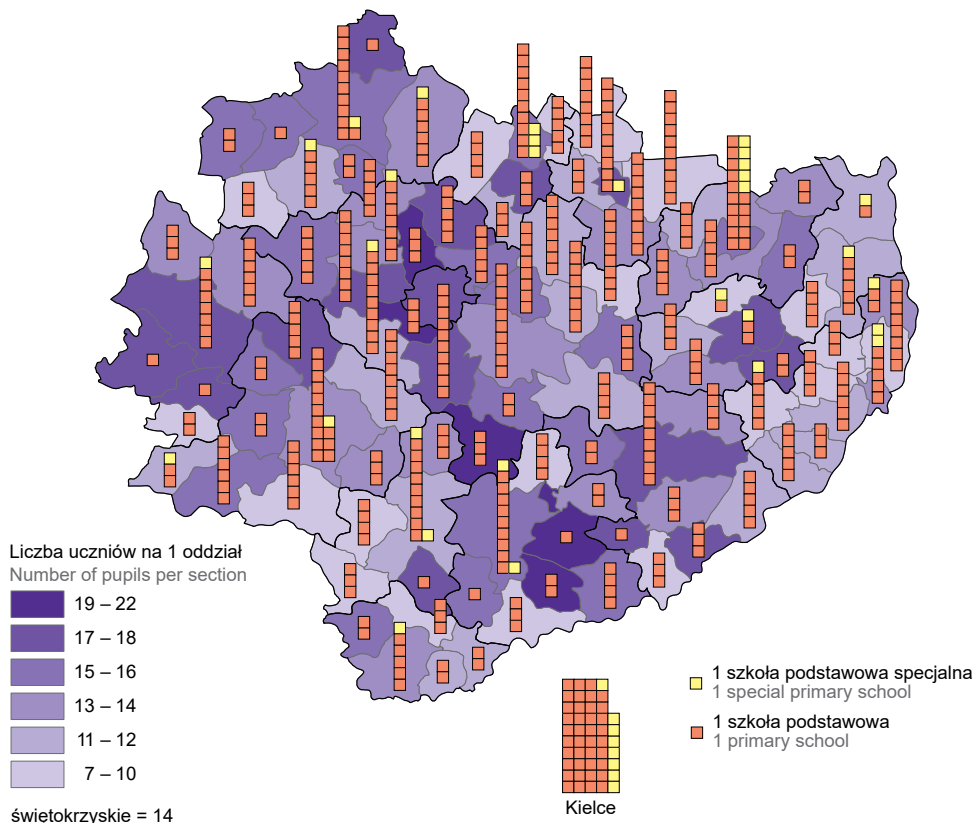 Liczba uczniów na 1 oddział
Number of pupils per section
19 – 22
17 – 18
15 – 16
13 – 14
11 – 12
7 – 10
świętokrzyskie = 14
1 szkoła podstawowa specjalna
1 special primary school
1 szkoła podstawowa
1 primary school
Kielce